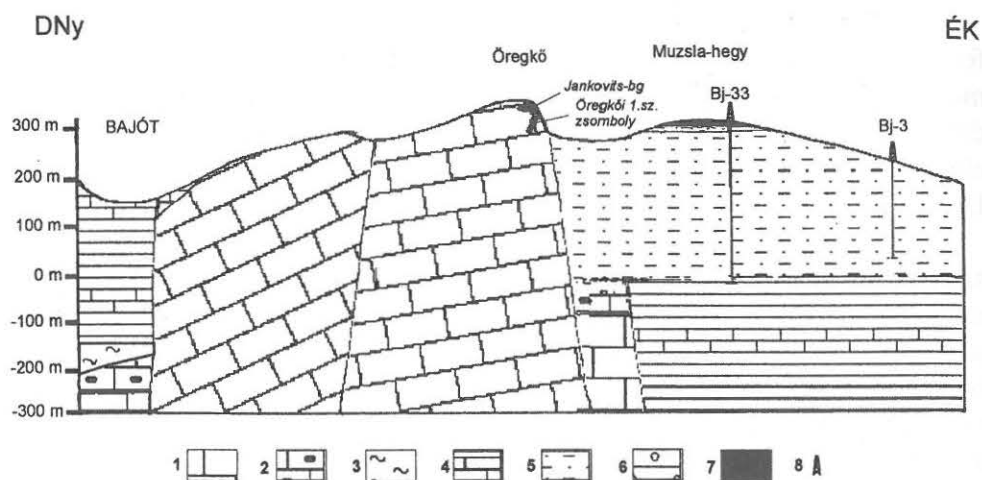 DNy
ÉK
Öregkő
Muzsla-hegy
Jankovits-bg
Öregkői 1.sz.
zsomboly
Bj-33
Bj-3
BAJÓT
300 m
200 m
100 m
0 m
-100 m
-200 m
-300 m
1 2 3 4 5 6 7 8